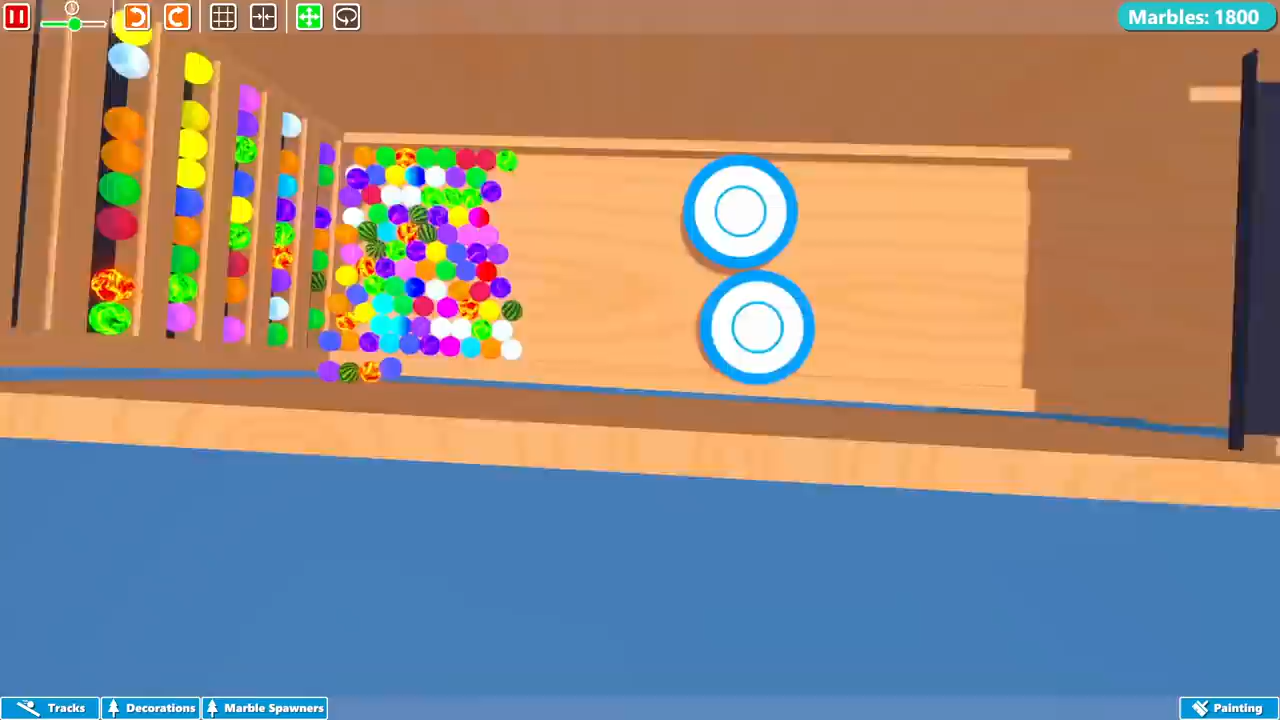 Marbles: 1800
Tracks
Decorations
Marble Spawners
Painting